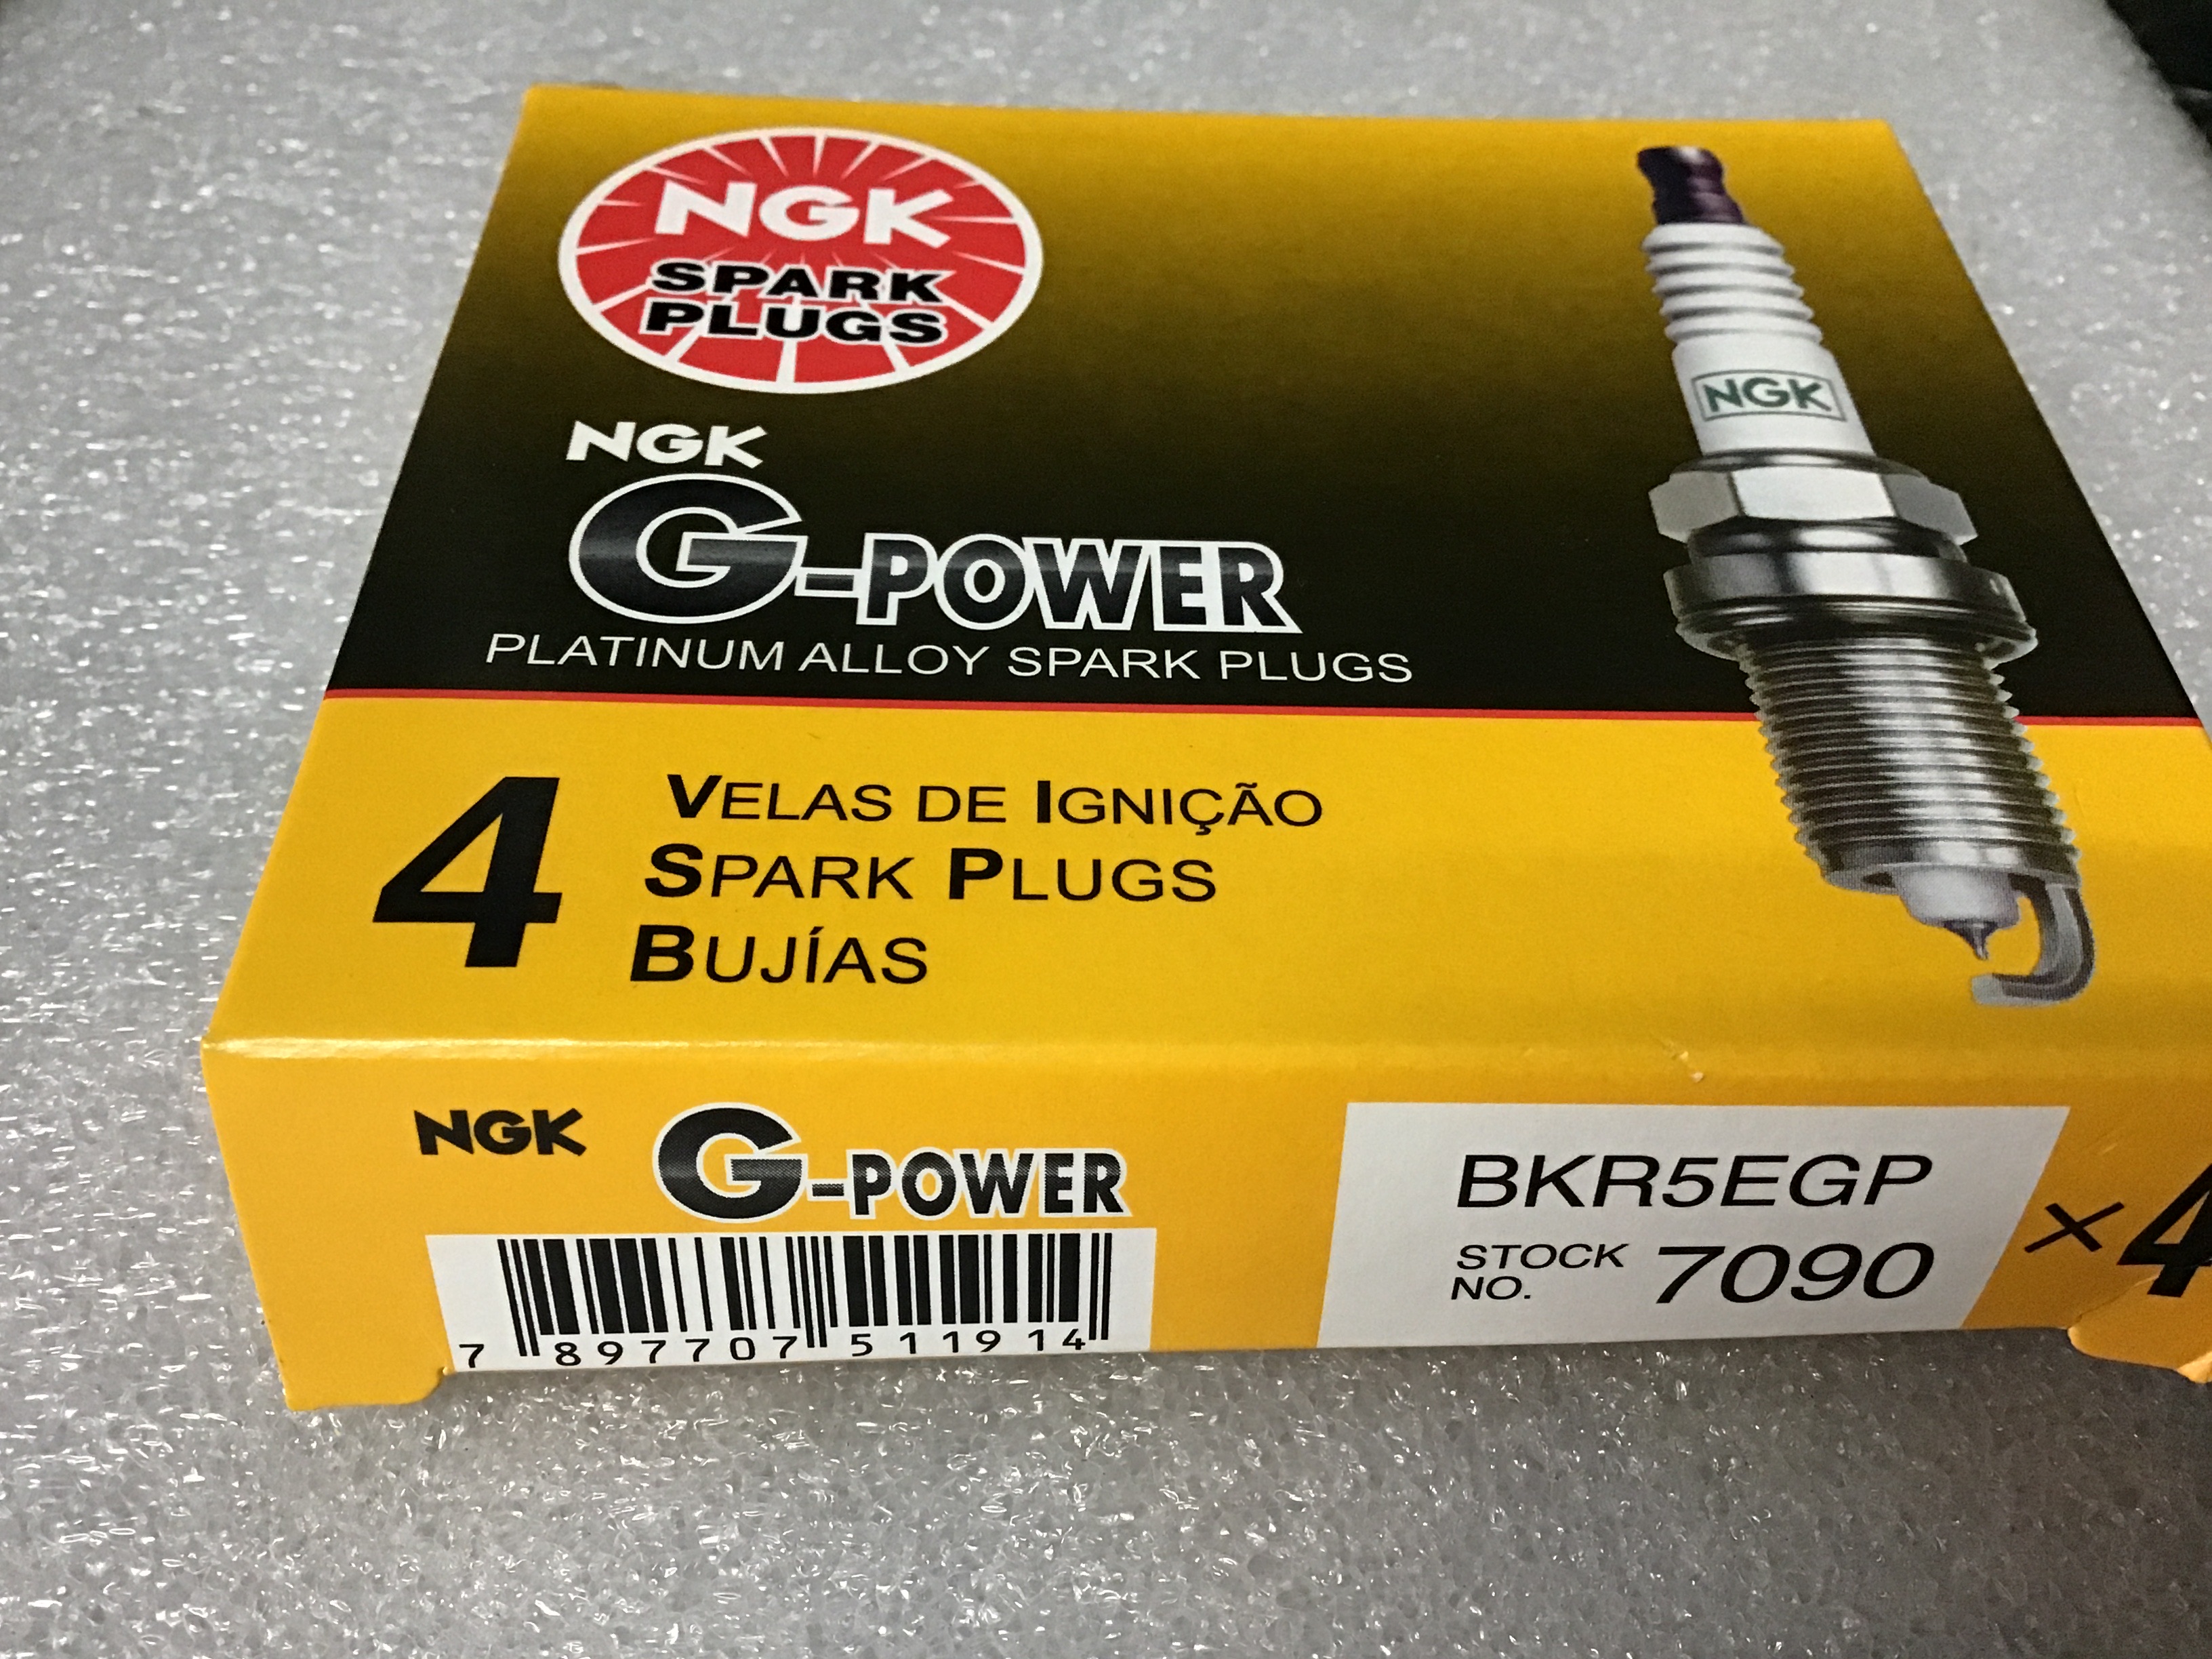 NGK
SPARK
PLUGS
NGK
NGK
G-POWER
PLATINUM ALLOY SPARK PLUGS
4
VELAS DE IGNIÇÃO
SPARK PLUGS
BUJÍAS
NGK G-POWER
7 897707 511914
BKR5EGP
STOCK NO. 7090
×4